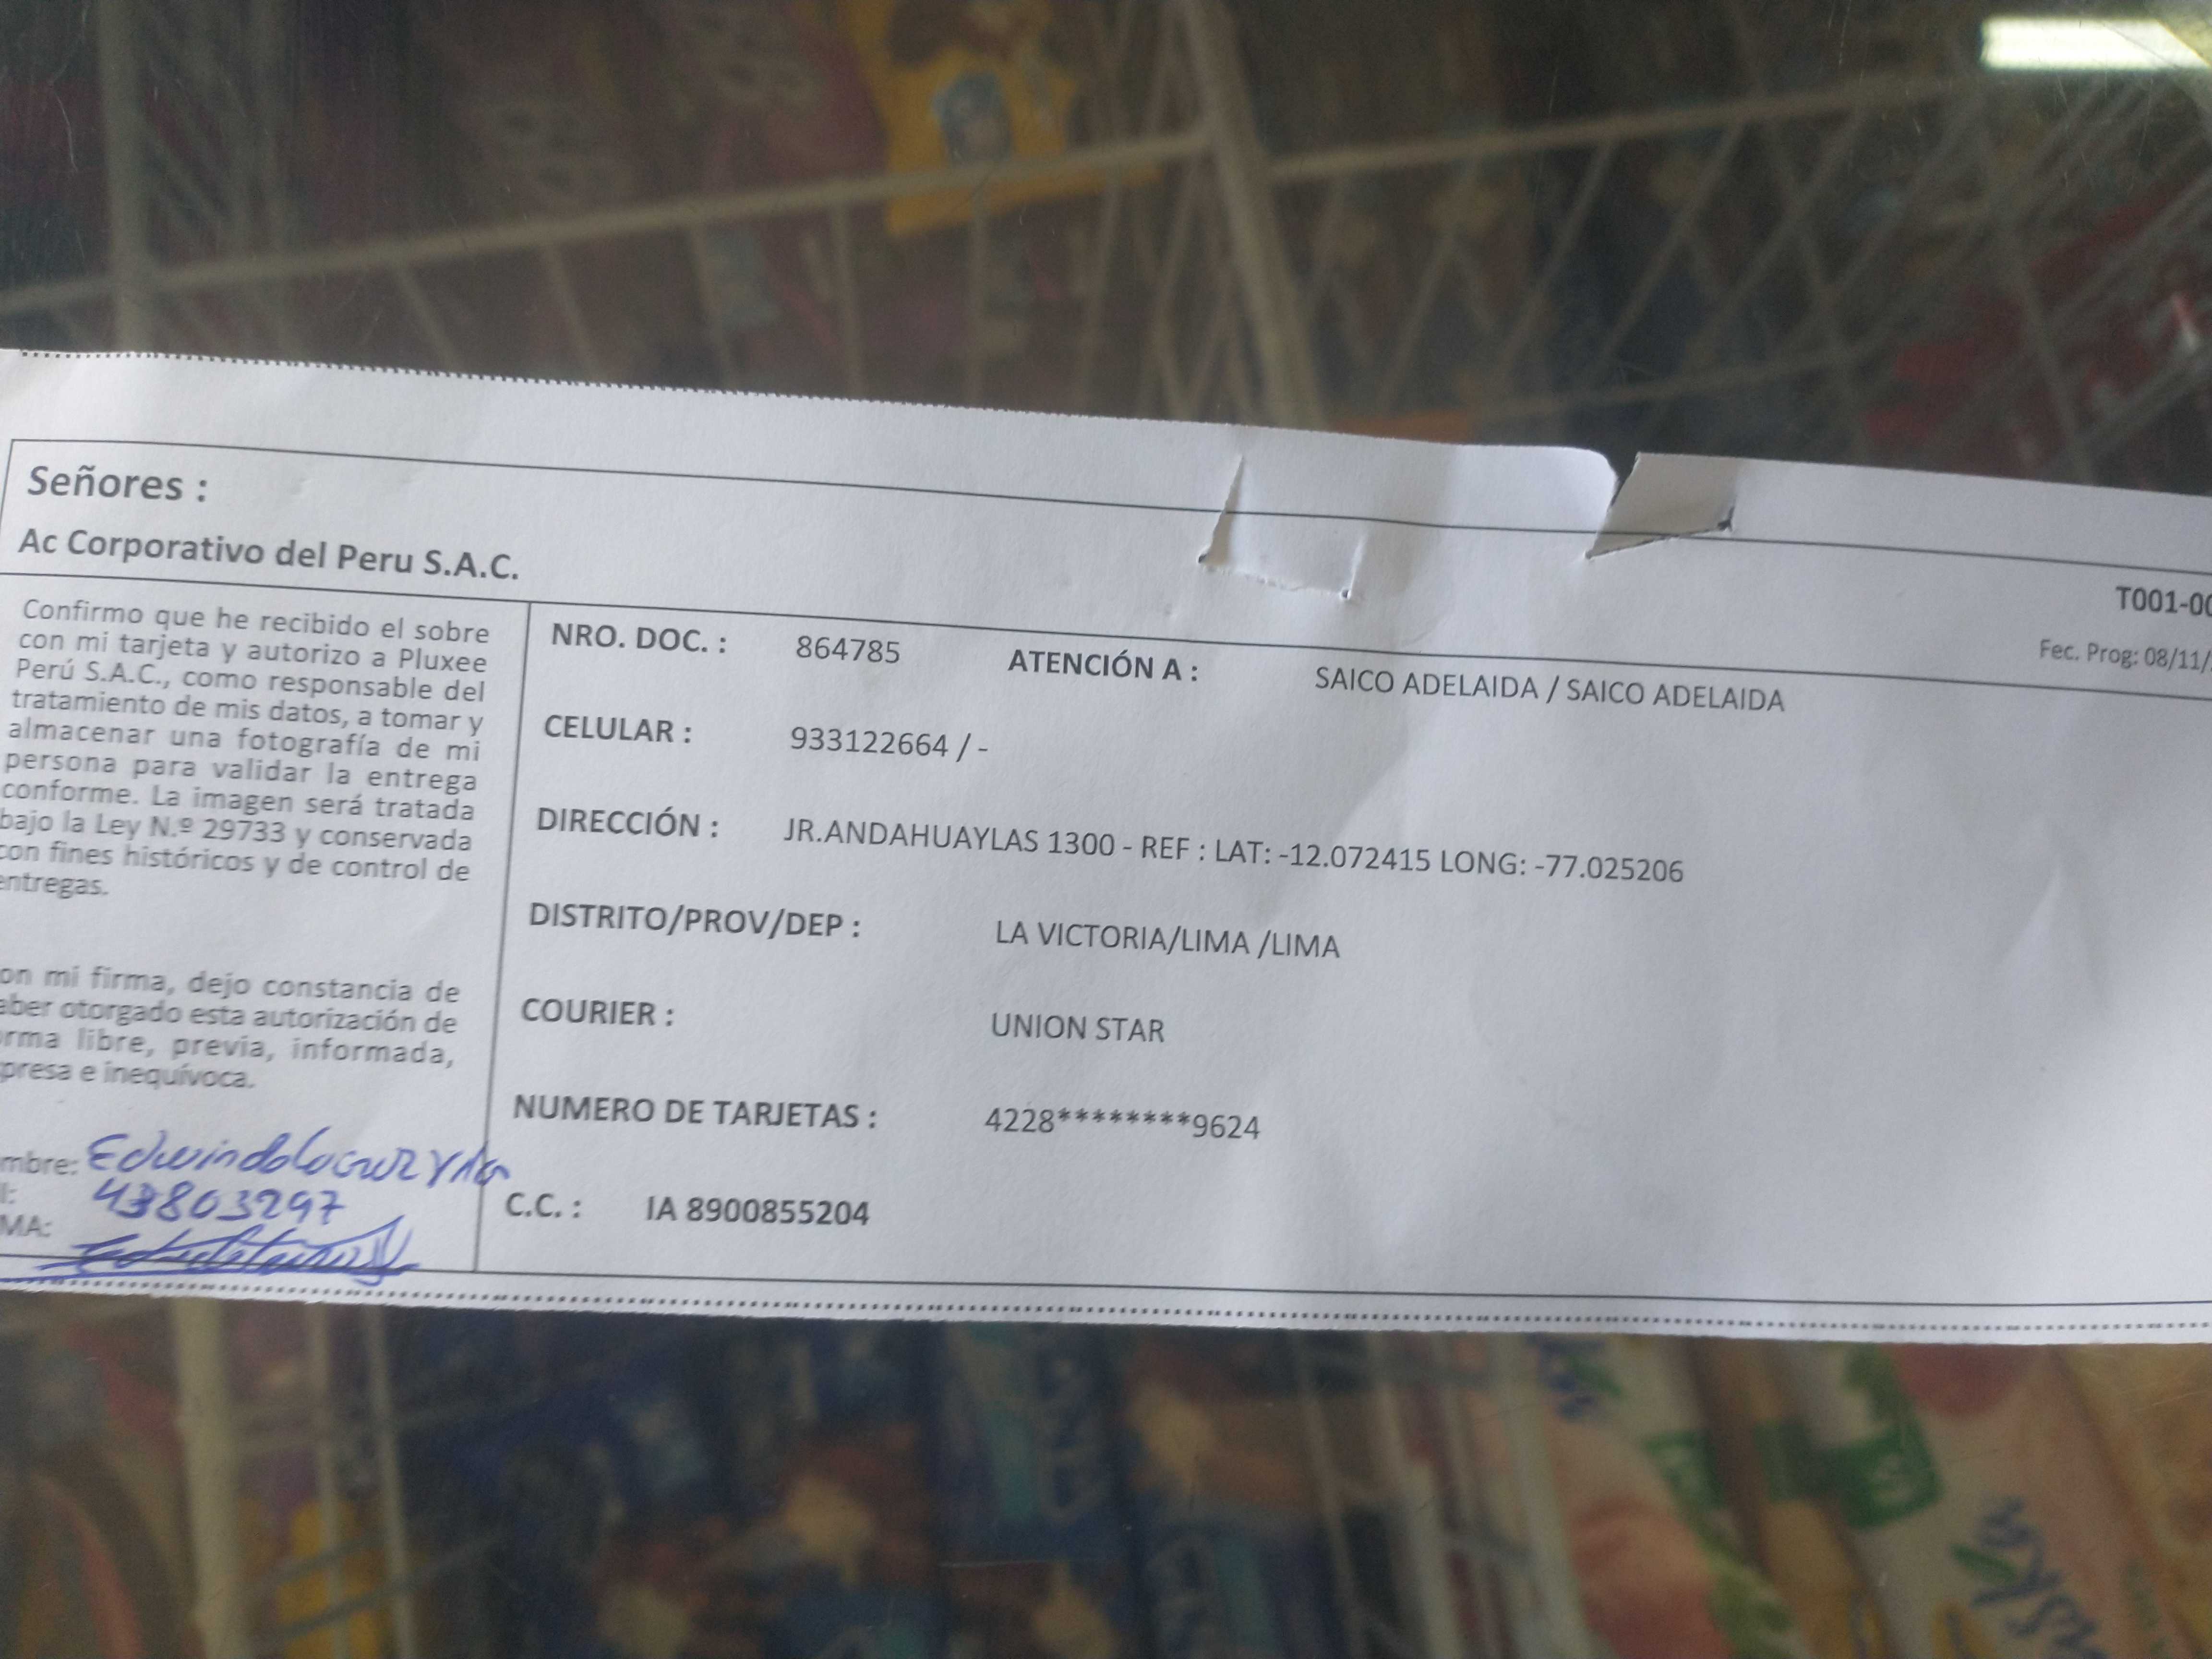 Señores :
Ac Corporativo del Peru S.A.C.
T001-00
Fec. Prog: 08/11/
Confirmo que he recibido el sobre
con mi tarjeta y autorizo a Pluxee
Perú S.A.C., como responsable del
tratamiento de mis datos, a tomar y
almacenar una fotografía de mi
persona para validar la entrega
conforme. La imagen será tratada
bajo la Ley N.º 29733 y conservada
con fines históricos y de control de
entregas.
on mi firma, dejo constancia de
aber otorgado esta autorización de
orma libre, previa, informada,
presa e inequívoca.
mbre: Edwin
I: 43803297
MA:
NRO. DOC. : 864785 ATENCIÓN A : SAICO ADELAIDA / SAICO ADELAIDA
CELULAR : 933122664 / -
DIRECCIÓN : JR.ANDAHUAYLAS 1300 - REF : LAT: -12.072415 LONG: -77.025206
DISTRITO/PROV/DEP : LA VICTORIA/LIMA /LIMA
COURIER : UNION STAR
NUMERO DE TARJETAS : 4228********9624
C.C. : IA 8900855204